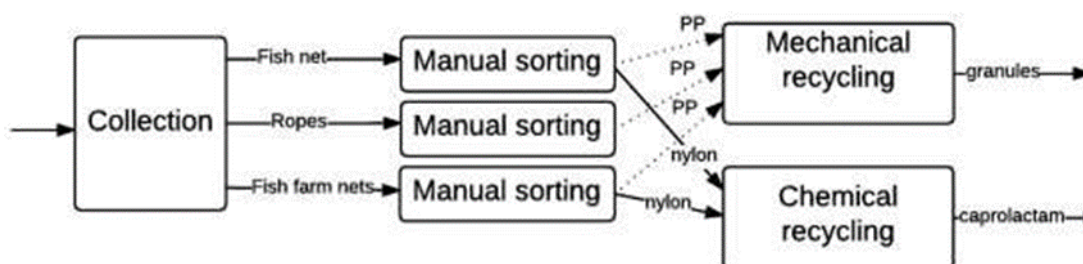 Collection
Fish net
Ropes
Fish farm nets
Manual sorting
Manual sorting
Manual sorting
PP
PP
PP
nylon
nylon
Mechanical
recycling
Chemical
recycling
granules
caprolactam